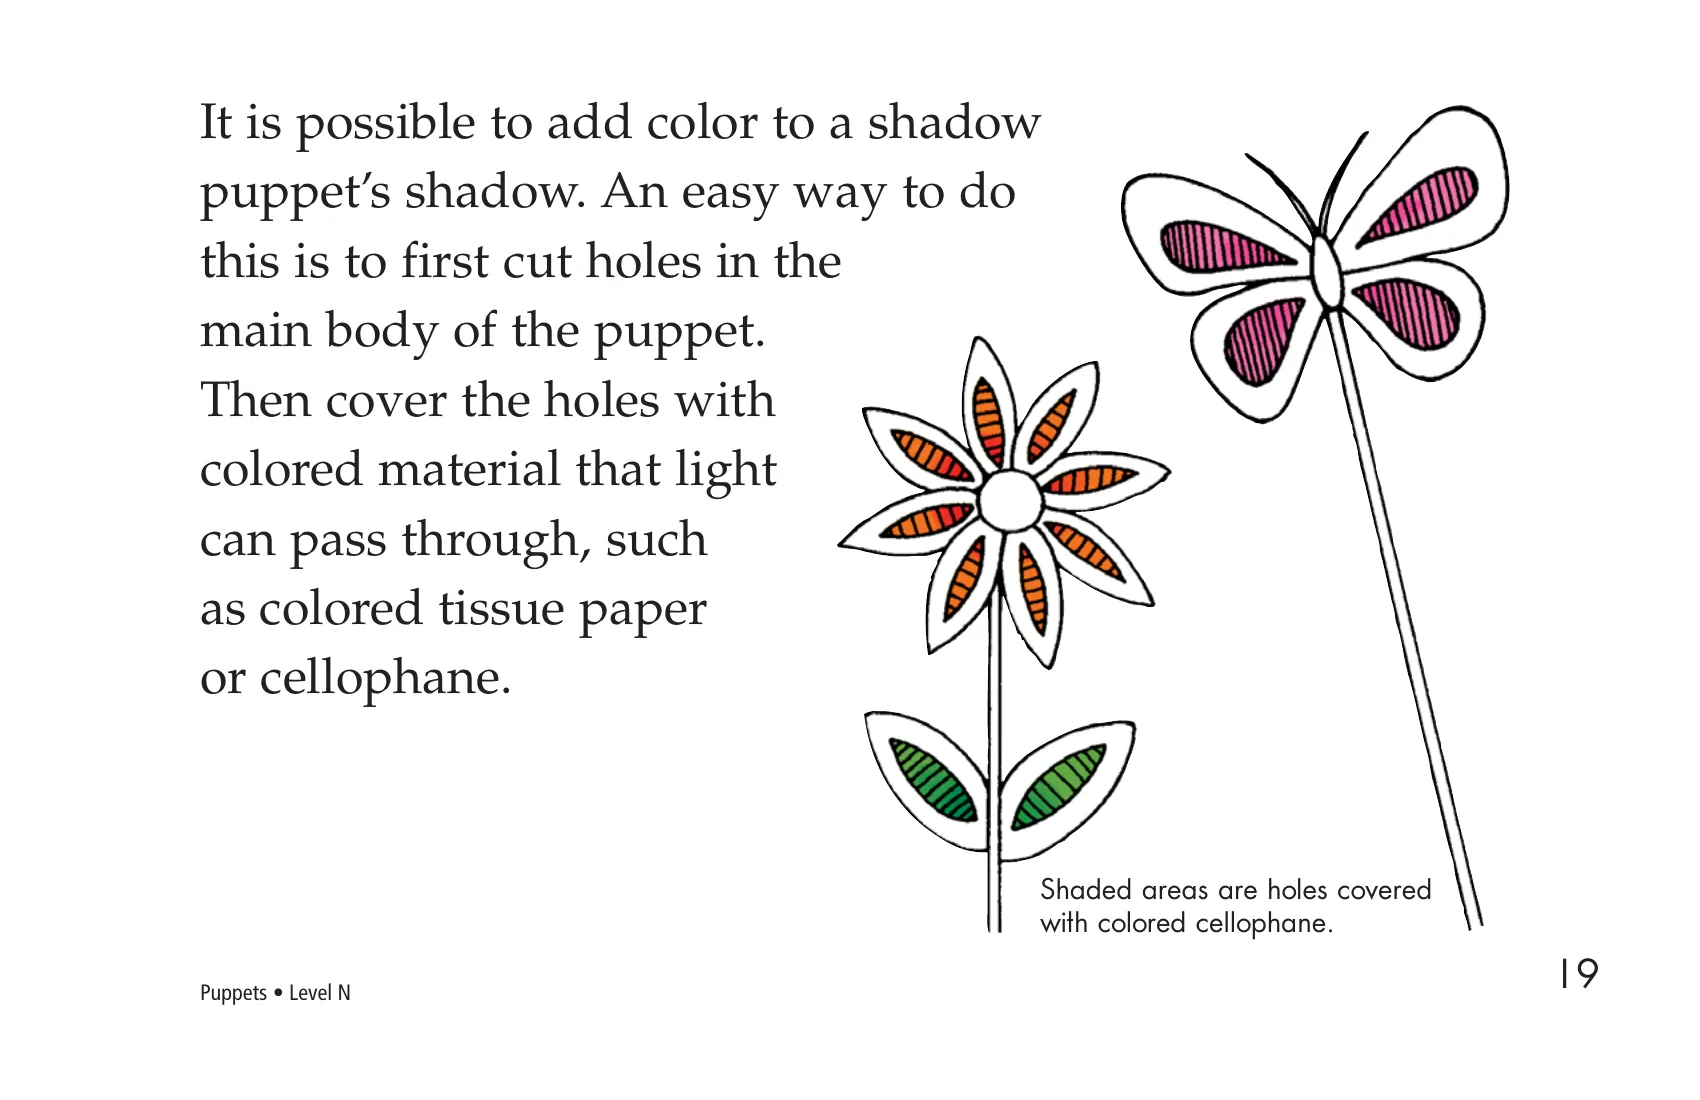 It is possible to add color to a shadow
puppet’s shadow. An easy way to do
this is to first cut holes in the
main body of the puppet.
Then cover the holes with
colored material that light
can pass through, such
as colored tissue paper
or cellophane.
Shaded areas are holes covered
with colored cellophane.
Puppets • Level N
19